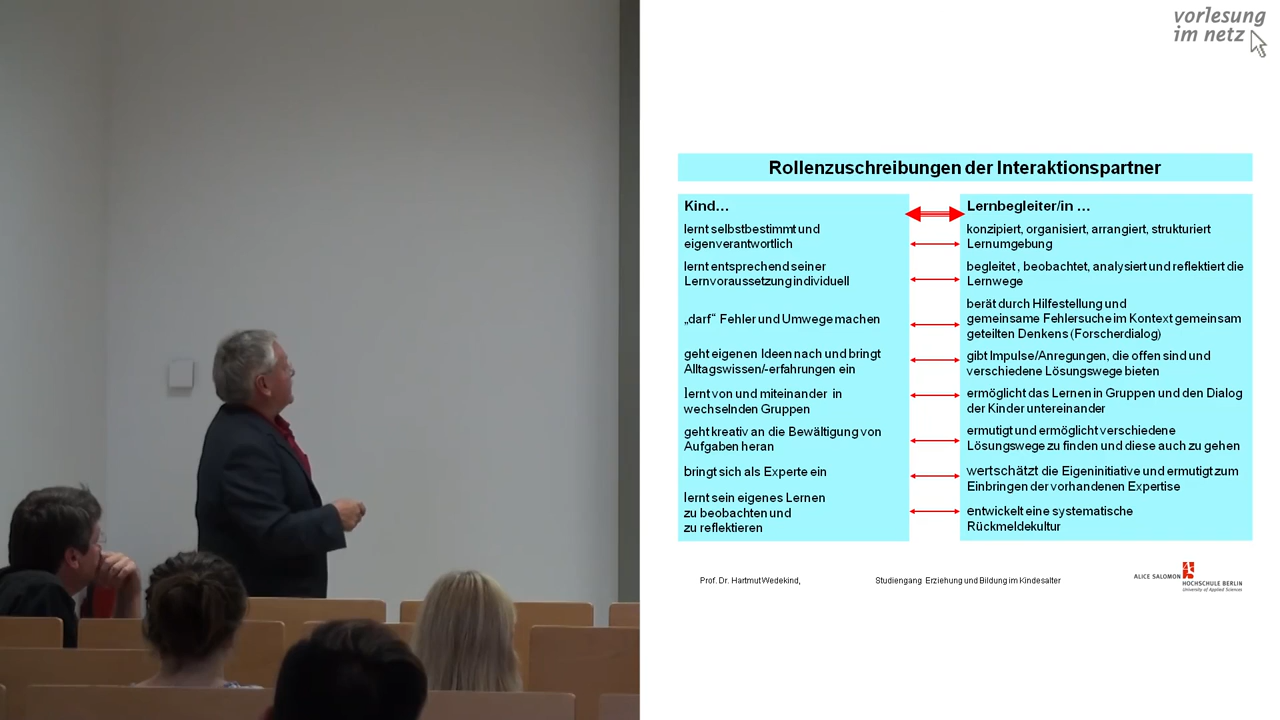 vorlesung
im netz
Rollenzuschreibungen der Interaktionspartner
Kind...
lernt selbstbestimmt und
eigenverantwortlich
lernt entsprechend seiner
Lernvoraussetzung individuell
„darf“ Fehler und Umwege machen
geht eigenen Ideen nach und bringt
Alltagswissen/-erfahrungen ein
lernt von und miteinander in
wechselnden Gruppen
geht kreativ an die Bewältigung von
Aufgaben heran
bringt sich als Experte ein
lernt sein eigenes Lernen
zu beobachten und
zu reflektieren
Lernbegleiter/in ...
konzipiert, organisiert, arrangiert, strukturiert
Lernumgebung
begleitet, beobachtet, analysiert und reflektiert die
Lernwege
berät durch Hilfestellung und
gemeinsame Fehlersuche im Kontext gemeinsam
geteilten Denkens (Forscherdialog)
gibt Impulse/Anregungen, die offen sind und
verschiedene Lösungswege bieten
ermöglicht das Lernen in Gruppen und den Dialog
der Kinder untereinander
ermutigt und ermöglicht verschiedene
Lösungswege zu finden und diese auch zu gehen
wertschätzt die Eigeninitiative und ermutigt zum
Einbringen der vorhandenen Expertise
entwickelt eine systematische
Rückmeldekultur
Prof. Dr. Hartmut Wedekind,
Studiengang Erziehung und Bildung im Kindesalter
ALICE SALOMON
HOCHSCHULE BERLIN
University of Applied Sciences